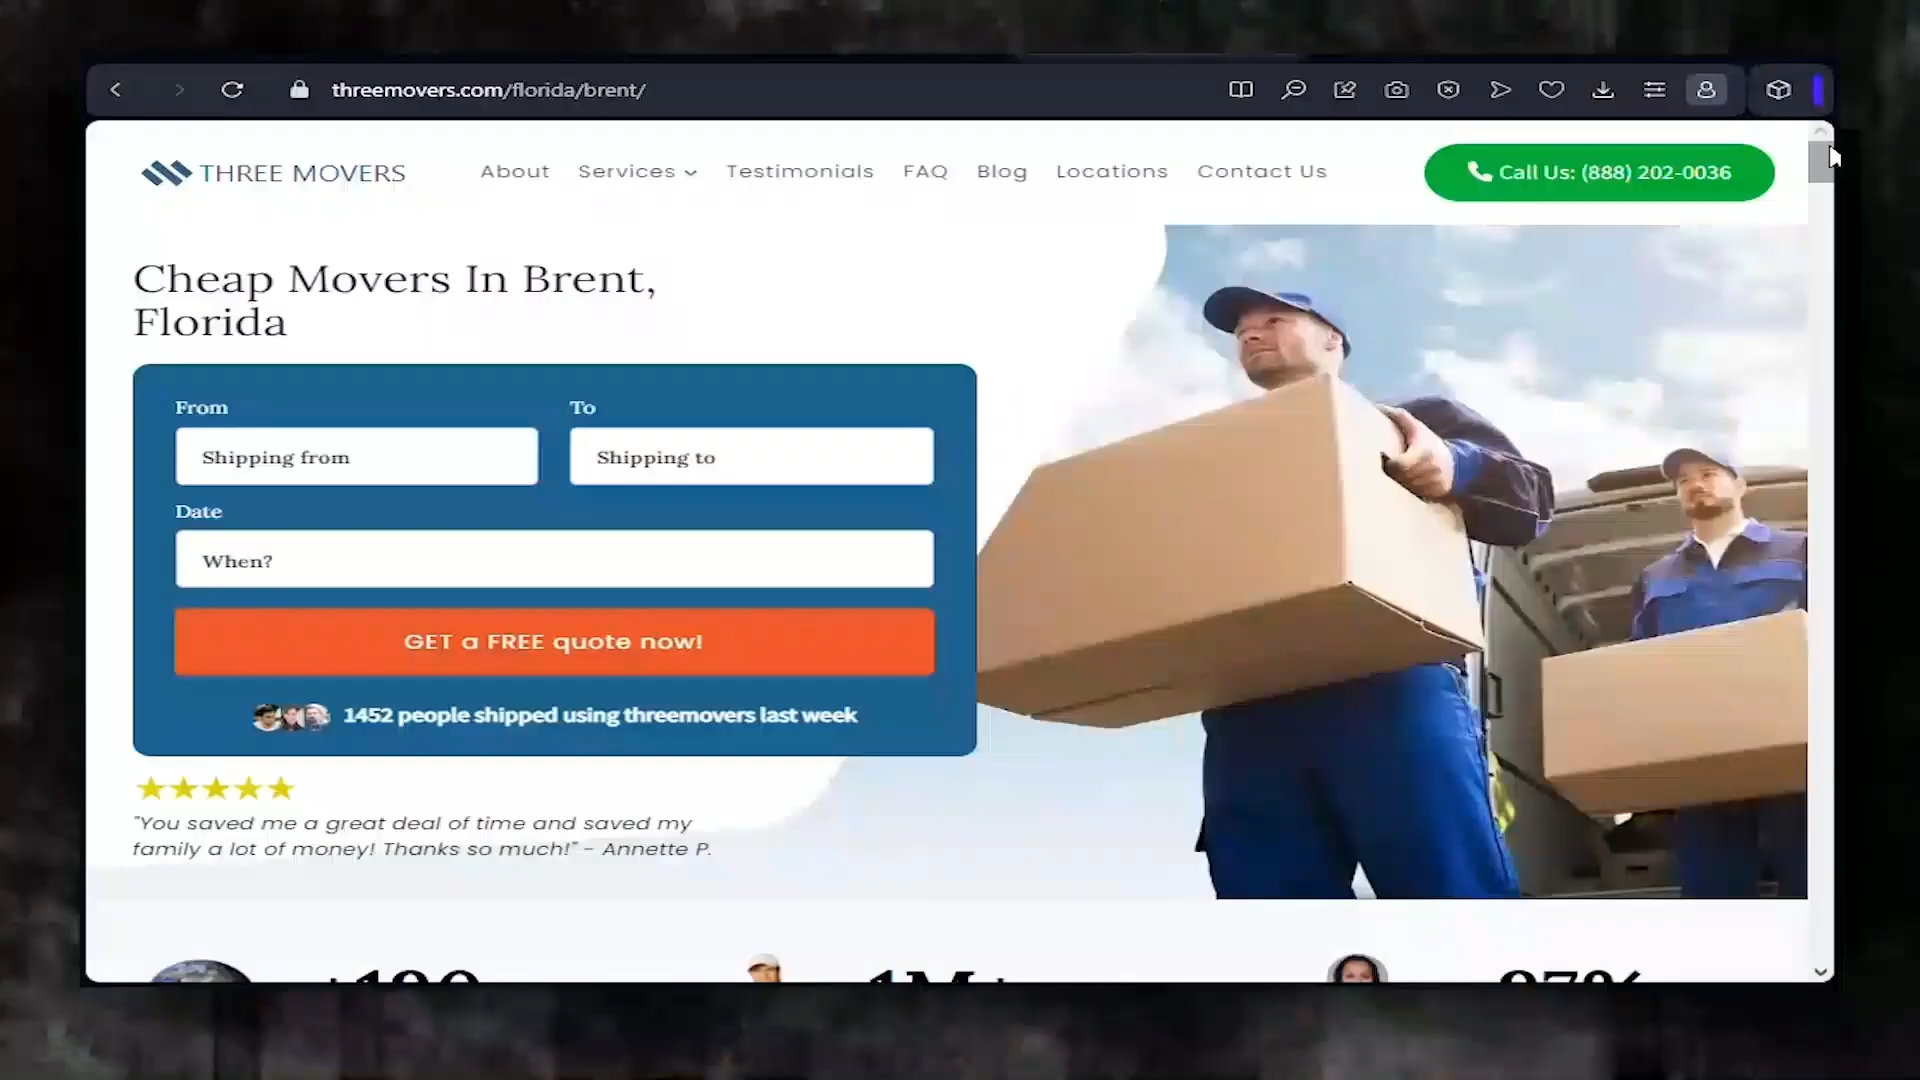 threemovers.com/florida/brent/
THREE MOVERS
About
Services
Testimonials
FAQ
Blog
Locations
Contact Us
Call Us: (888) 202-0036
Cheap Movers In Brent,
Florida
From
To
Shipping from
Shipping to
Date
When?
GET a FREE quote now!
1452 people shipped using threemovers last week
"You saved me a great deal of time and saved my
family a lot of money! Thanks so much!" - Annette P.